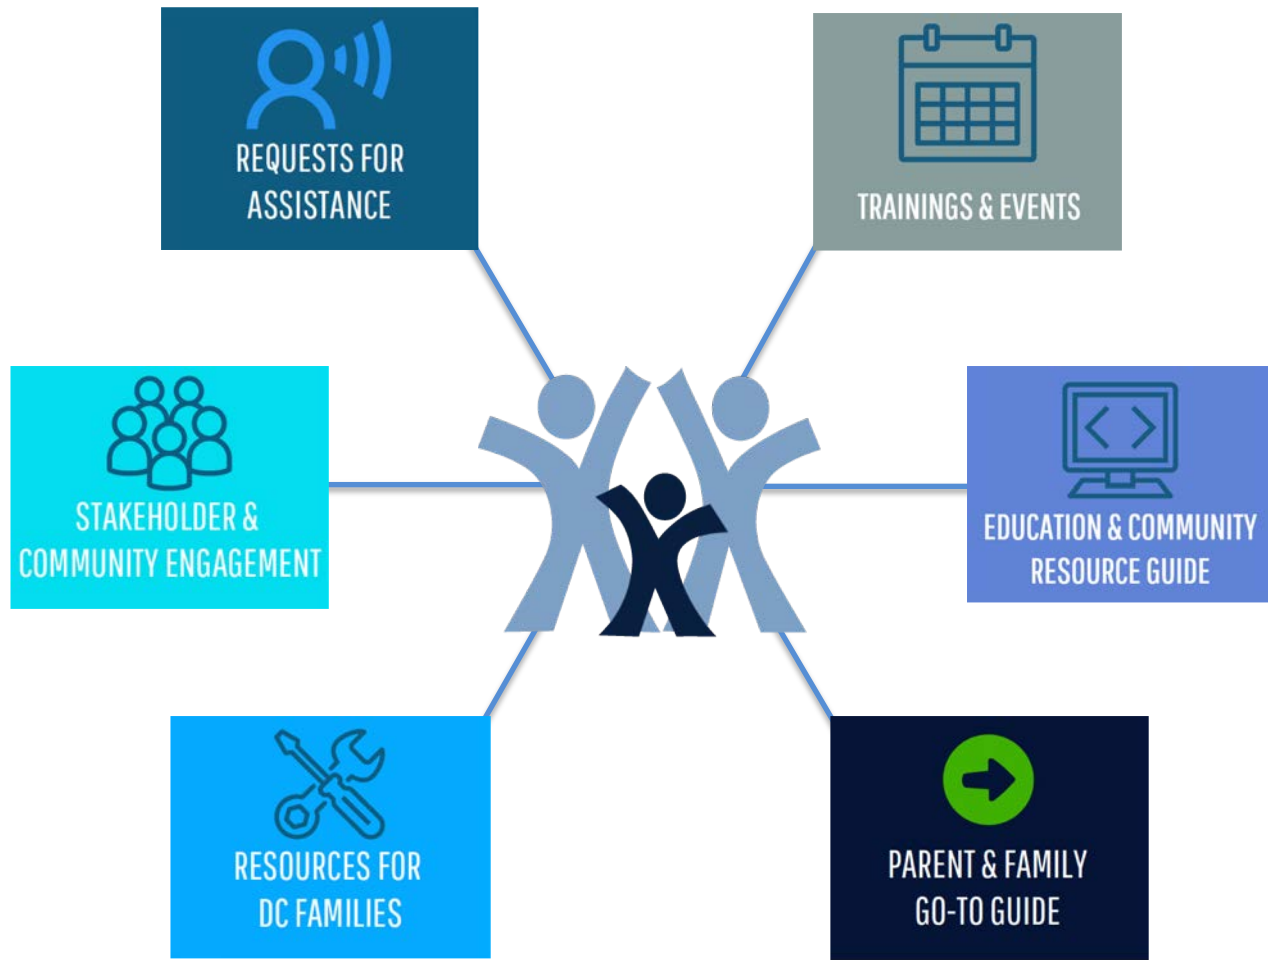 REQUESTS FOR
ASSISTANCE
TRAININGS & EVENTS
STAKEHOLDER &
COMMUNITY ENGAGEMENT
EDUCATION & COMMUNITY
RESOURCE GUIDE
RESOURCES FOR
DC FAMILIES
PARENT & FAMILY
GO-TO GUIDE